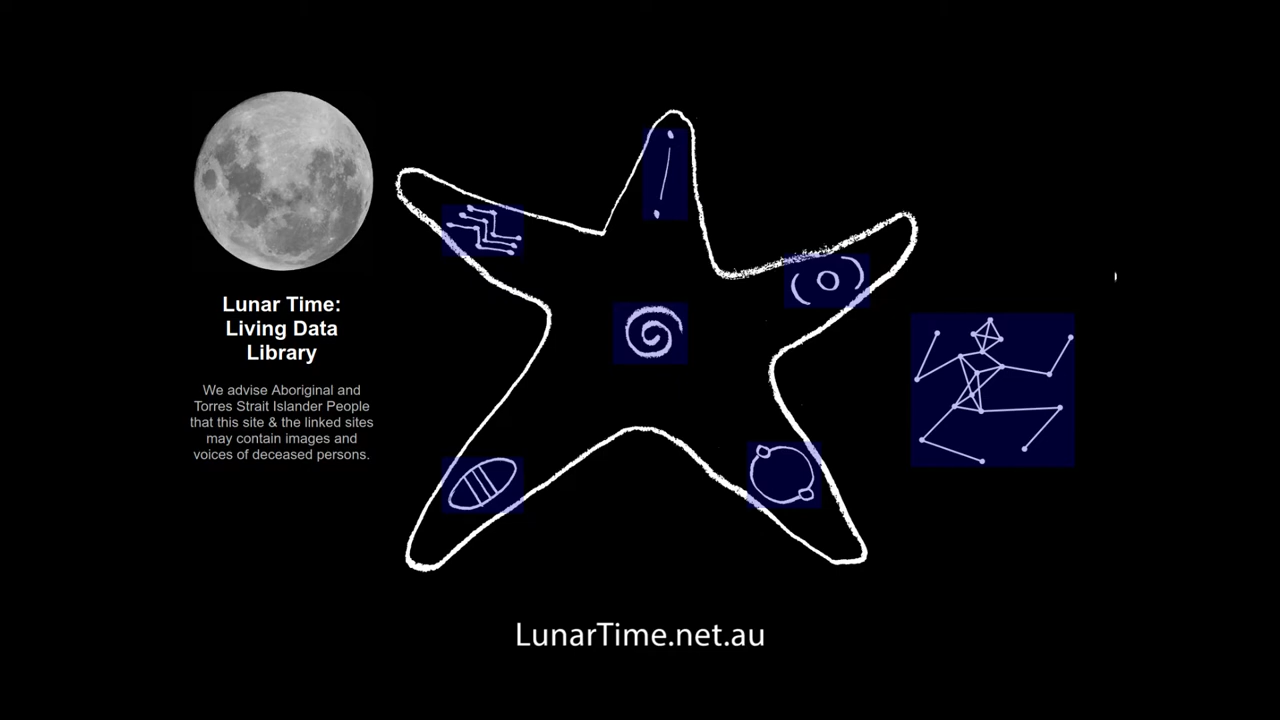 Lunar Time:
Living Data
Library
We advise Aboriginal and
Torres Strait Islander People
that this site & the linked sites
may contain images and
voices of deceased persons.
LunarTime.net.au